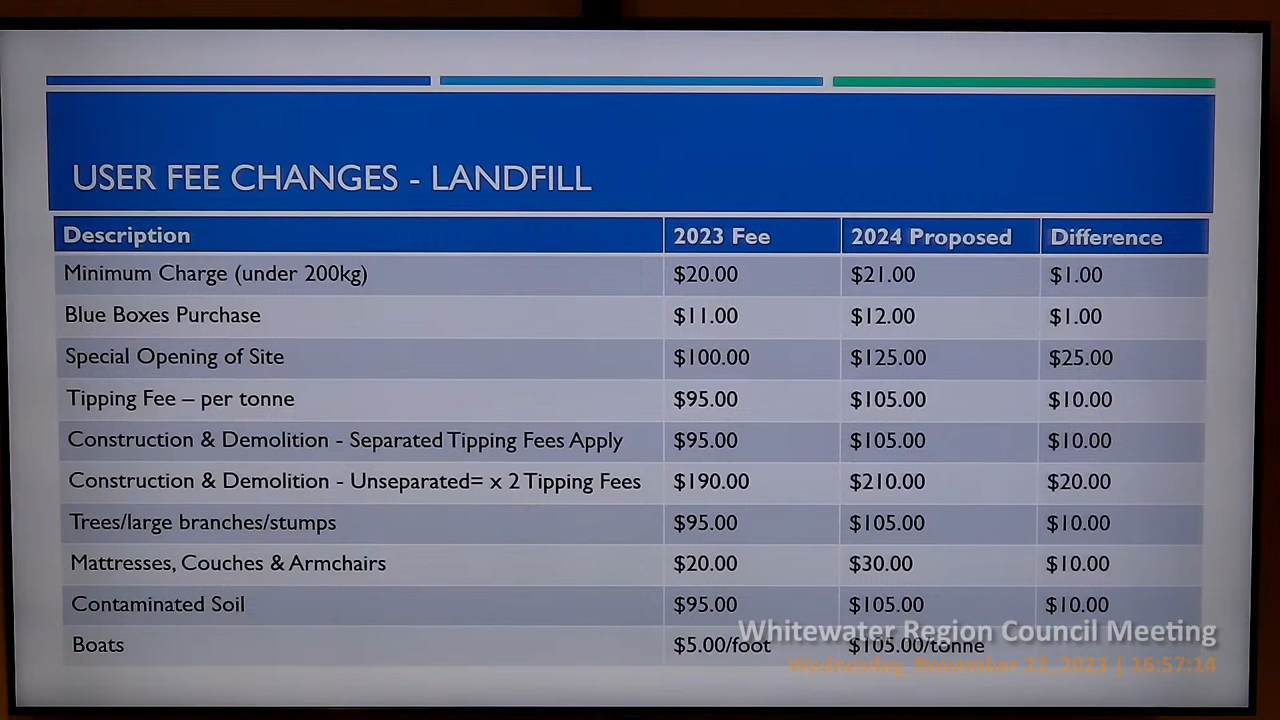 USER FEE CHANGES - LANDFILL
Description 2023 Fee 2024 Proposed Difference
Minimum Charge (under 200kg) $20.00 $21.00 $1.00
Blue Boxes Purchase $11.00 $12.00 $1.00
Special Opening of Site $100.00 $125.00 $25.00
Tipping Fee – per tonne $95.00 $105.00 $10.00
Construction & Demolition - Separated Tipping Fees Apply $95.00 $105.00 $10.00
Construction & Demolition - Unseparated= x 2 Tipping Fees $190.00 $210.00 $20.00
Trees/large branches/stumps $95.00 $105.00 $10.00
Mattresses, Couches & Armchairs $20.00 $30.00 $10.00
Contaminated Soil $95.00 $105.00 $10.00
Boats $5.00/foot $105.00/tonne
Whitewater Region Council Meeting
Wednesday, November 22, 2023 | 16:57:14